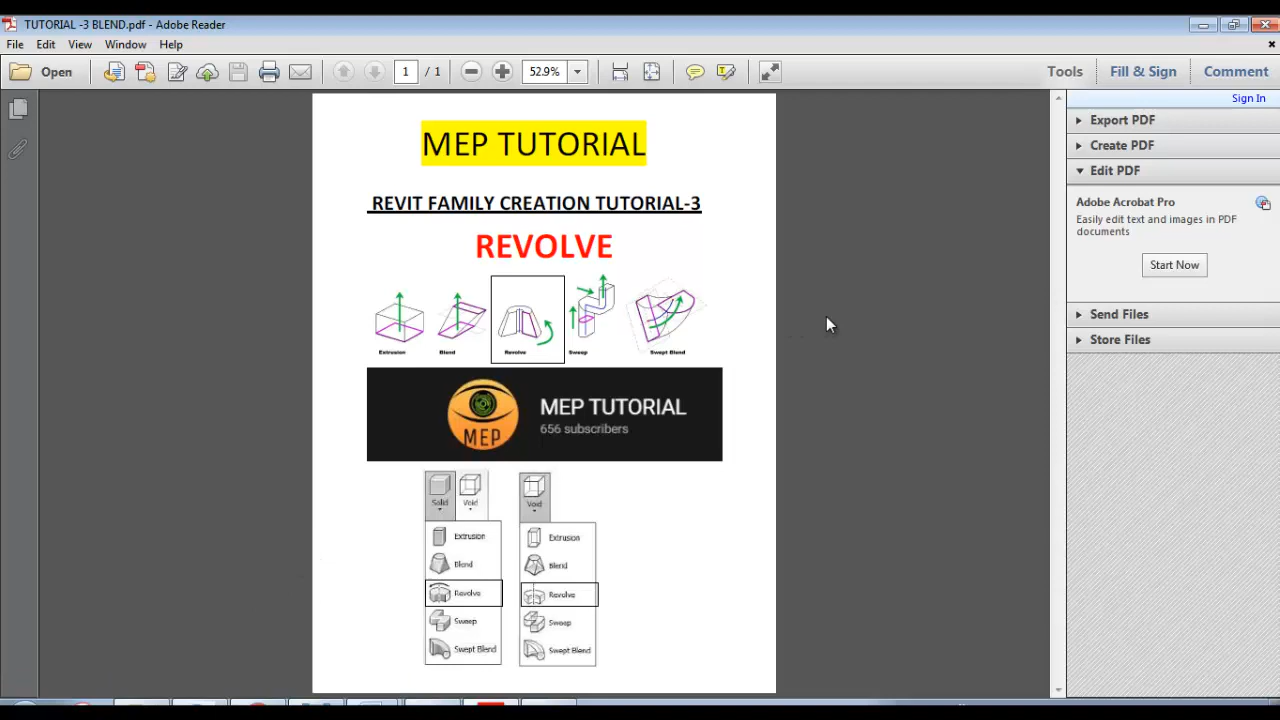 TUTORIAL -3 BLEND.pdf - Adobe Reader
File Edit View Window Help
Open 1 / 1 52.9% Tools Fill & Sign Comment
Sign In
Export PDF
Create PDF
Edit PDF
Adobe Acrobat Pro
Easily edit text and images in PDF
documents
Start Now
Send Files
Store Files
MEP TUTORIAL
REVIT FAMILY CREATION TUTORIAL-3
REVOLVE
Extrusion Blend Revolve Sweep Swept Blend
MEP TUTORIAL
656 subscribers
MEP
Solid Void Void
Extrusion Extrusion
Blend Blend
Revolve Revolve
Sweep Sweep
Swept Blend Swept Blend